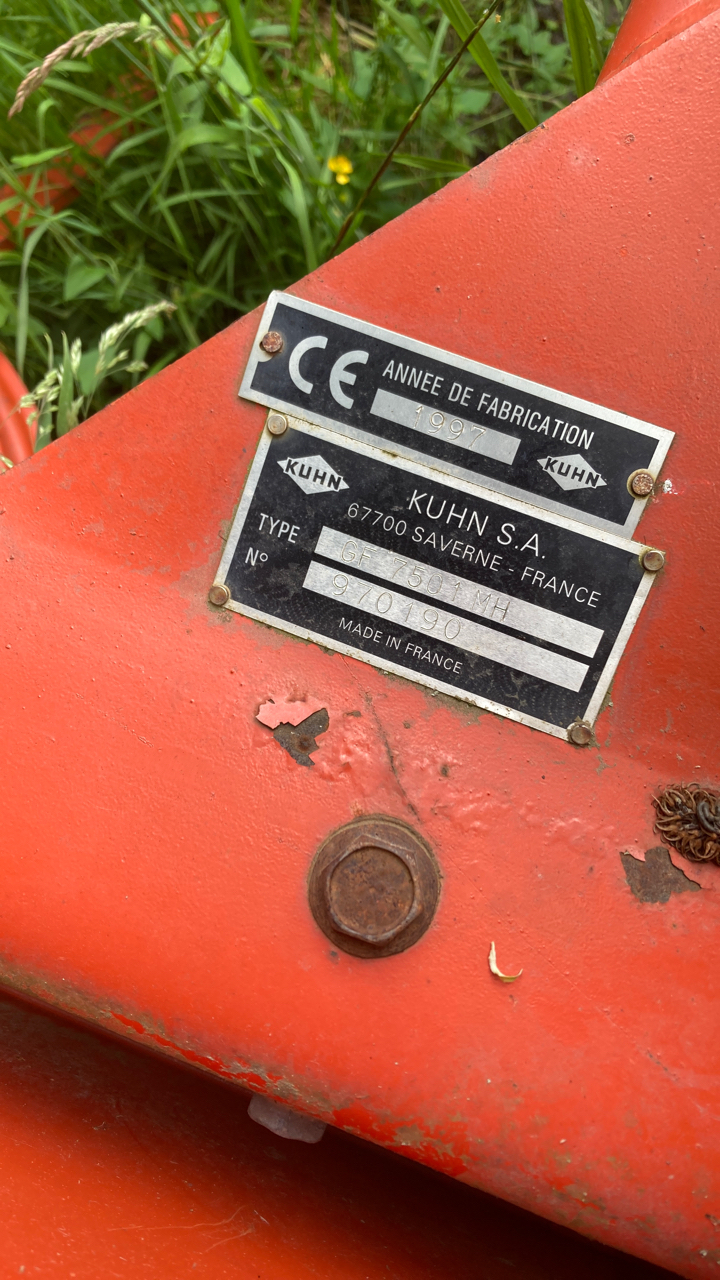 CE ANNEE DE FABRICATION
1997
KUHN
KUHN
KUHN S.A.
67700 SAVERNE - FRANCE
TYPE GF 7501 MH
N° 970190
MADE IN FRANCE